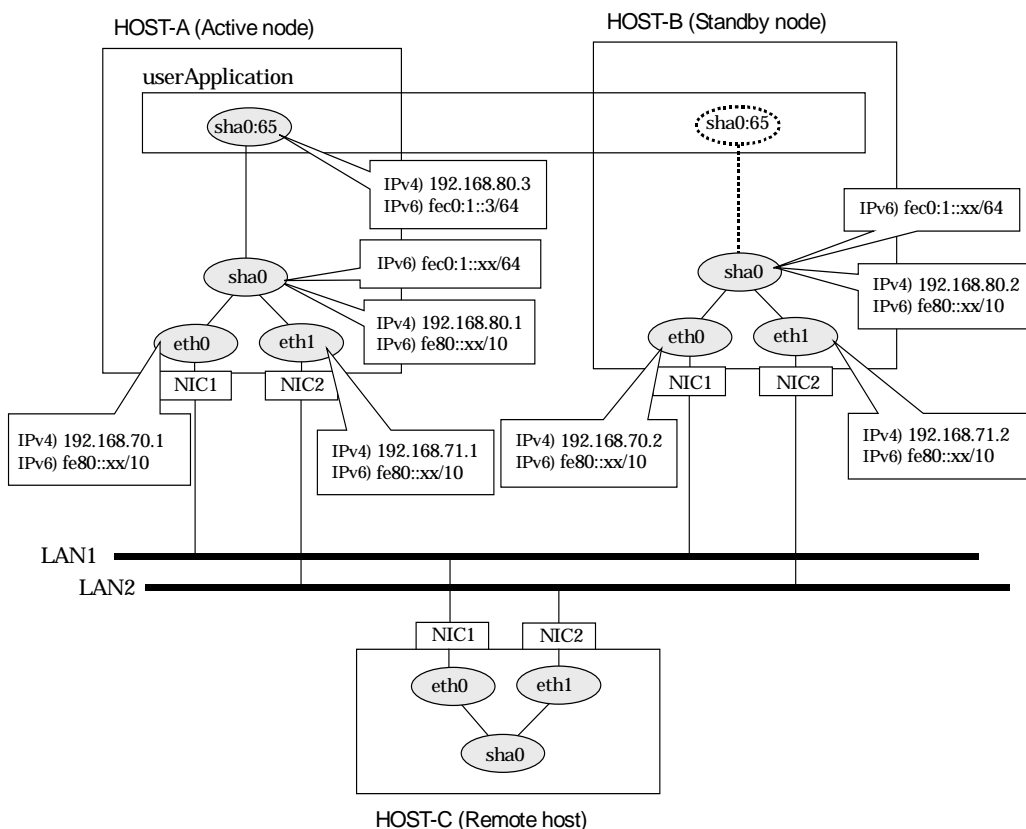 HOST-A (Active node)
HOST-B (Standby node)
userApplication
sha0:65
sha0:65
IPv4) 192.168.80.3
IPv6) fec0:1::3/64
IPv6) fec0:1::xx/64
IPv6) fec0:1::xx/64
sha0
sha0
IPv4) 192.168.80.1
IPv6) fe80::xx/10
IPv4) 192.168.80.2
IPv6) fe80::xx/10
eth0
eth1
eth0
eth1
NIC1
NIC2
NIC1
NIC2
IPv4) 192.168.70.1
IPv6) fe80::xx/10
IPv4) 192.168.71.1
IPv6) fe80::xx/10
IPv4) 192.168.70.2
IPv6) fe80::xx/10
IPv4) 192.168.71.2
IPv6) fe80::xx/10
LAN1
LAN2
NIC1
NIC2
eth0
eth1
sha0
HOST-C (Remote host)